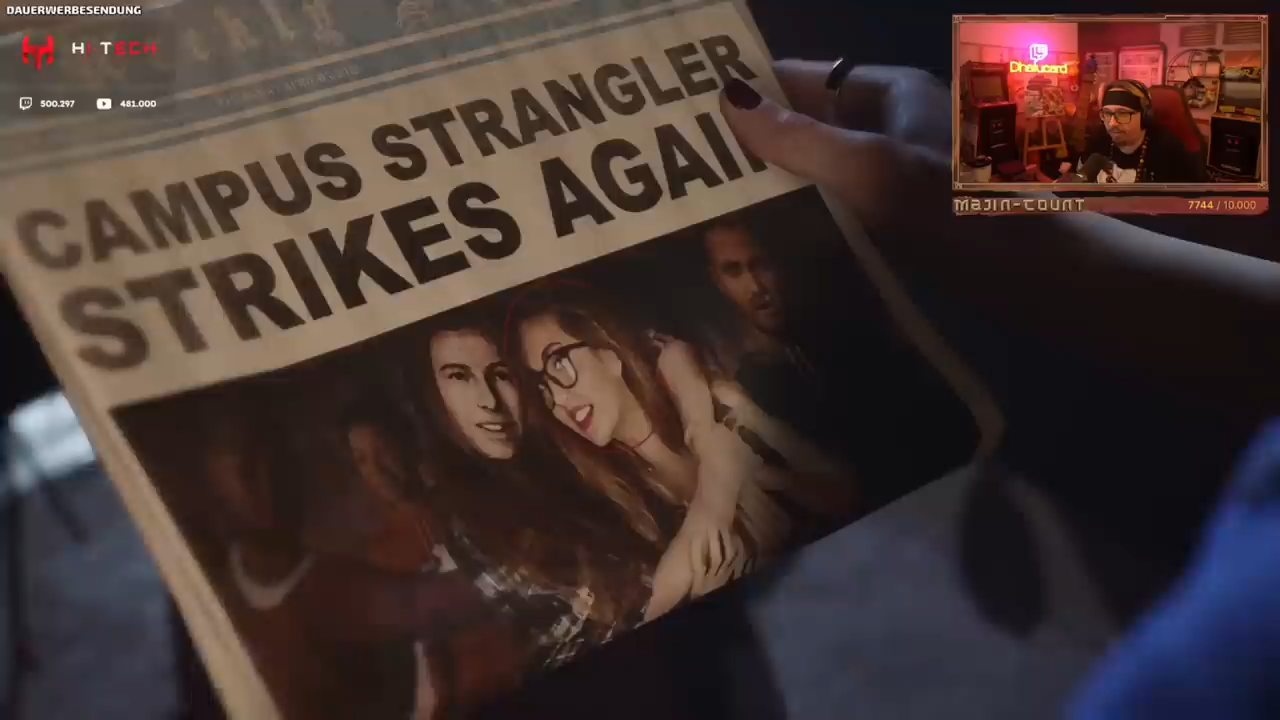 DAUERWERBESENDUNG
HI TECH
500.297
481.000
CAMPUS STRANGLER
STRIKES AGAI
Dhalucard
MAJIN-COUNT
7744 / 10.000